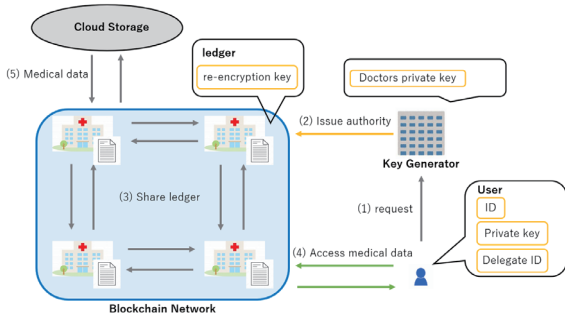 Cloud Storage
(5) Medical data
ledger
re-encryption key
Doctors private key
(2) Issue authority
Key Generator
(1) request
User
ID
Private key
Delegate ID
(3) Share ledger
(4) Access medical data
Blockchain Network